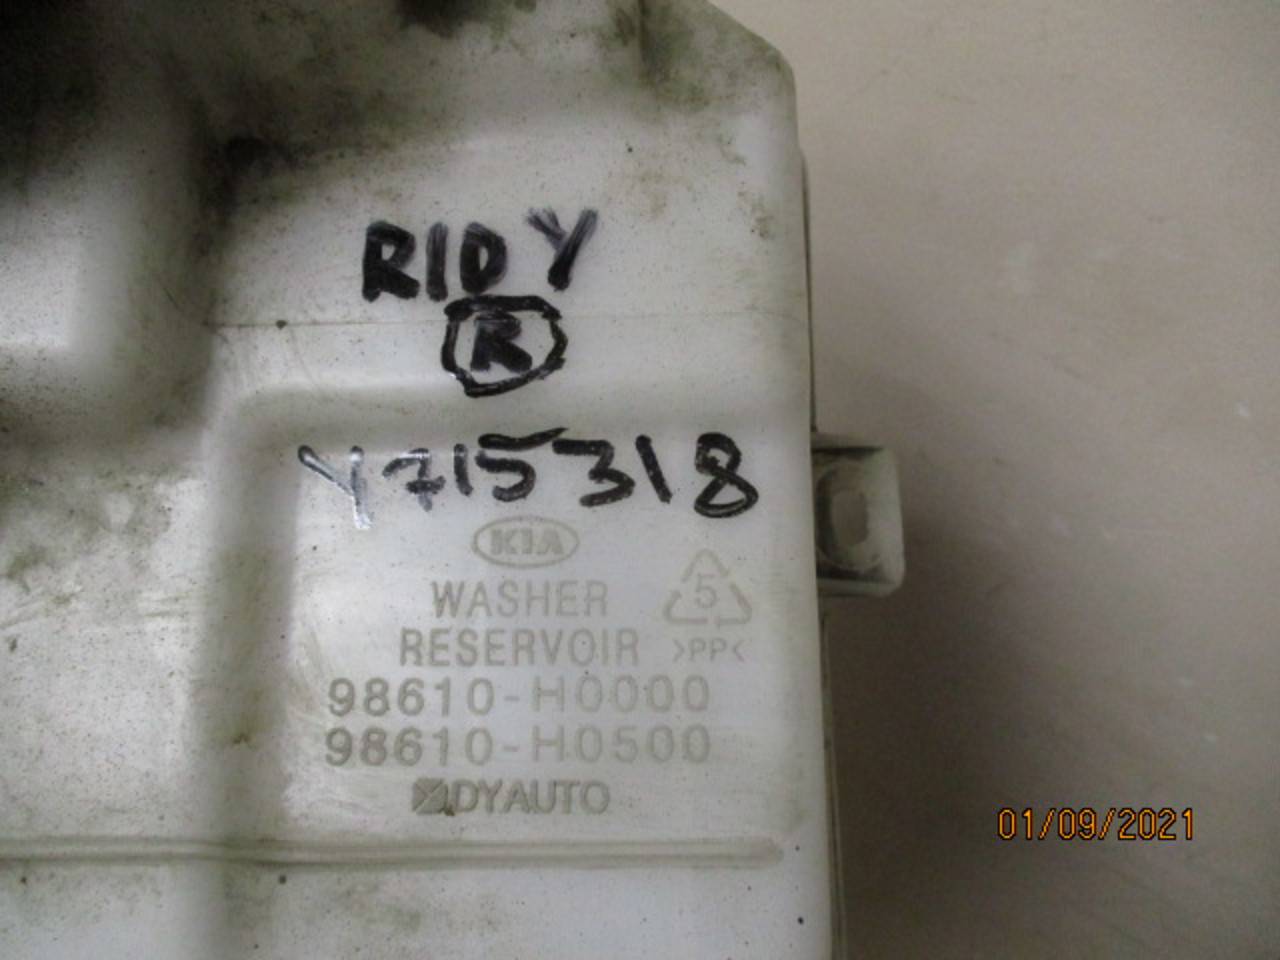 RIDY
R
Y715318
KIA
WASHER
RESERVOIR
5
>PP<
98610-H0000
98610-H0500
DYAUTO
01/09/2021